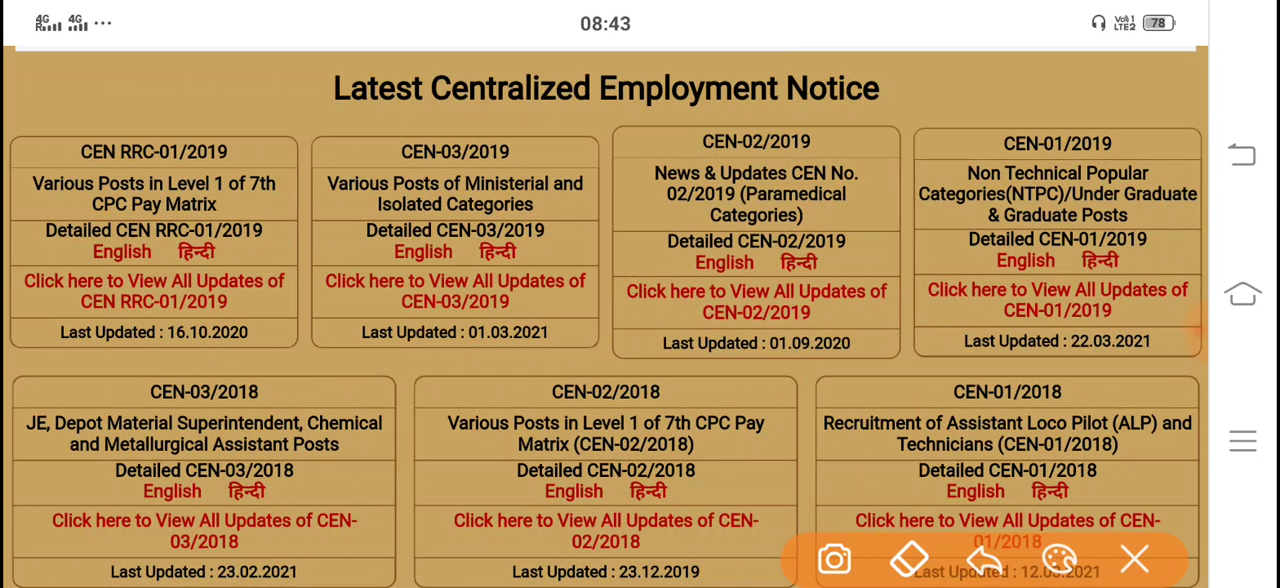 4G R 4G ... 08:43 VoI1 LTE2 78
Latest Centralized Employment Notice
CEN RRC-01/2019
Various Posts in Level 1 of 7th
CPC Pay Matrix
Detailed CEN RRC-01/2019
English हिन्दी
Click here to View All Updates of
CEN RRC-01/2019
Last Updated : 16.10.2020
CEN-03/2019
Various Posts of Ministerial and
Isolated Categories
Detailed CEN-03/2019
English हिन्दी
Click here to View All Updates of
CEN-03/2019
Last Updated : 01.03.2021
CEN-02/2019
News & Updates CEN No.
02/2019 (Paramedical
Categories)
Detailed CEN-02/2019
English हिन्दी
Click here to View All Updates of
CEN-02/2019
Last Updated : 01.09.2020
CEN-01/2019
Non Technical Popular
Categories(NTPC)/Under Graduate
& Graduate Posts
Detailed CEN-01/2019
English हिन्दी
Click here to View All Updates of
CEN-01/2019
Last Updated : 22.03.2021
CEN-03/2018
JE, Depot Material Superintendent, Chemical
and Metallurgical Assistant Posts
Detailed CEN-03/2018
English हिन्दी
Click here to View All Updates of CEN-
03/2018
Last Updated : 23.02.2021
CEN-02/2018
Various Posts in Level 1 of 7th CPC Pay
Matrix (CEN-02/2018)
Detailed CEN-02/2018
English हिन्दी
Click here to View All Updates of CEN-
02/2018
Last Updated : 23.12.2019
CEN-01/2018
Recruitment of Assistant Loco Pilot (ALP) and
Technicians (CEN-01/2018)
Detailed CEN-01/2018
English हिन्दी
Click here to View All Updates of CEN-
01/2018
Last Updated :